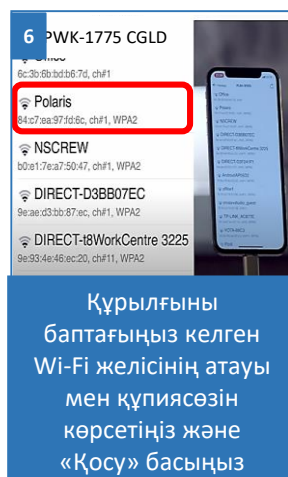 6 PWK-1775 CGLD
Office
6c:3b:6b:bd:b6:7d, ch#1
Polaris
84:c7:ea:97:fd:6c, ch#1, WPA2
NSCREW
b0:e1:7e:a7:50:47, ch#1, WPA2
DIRECT-D3BB07EC
9e:ae:d3:bb:87:ec, ch#1, WPA2
DIRECT-t8WorkCentre 3225
9e:93:4e:46:ec:20, ch#11, WPA2
Құрылғыны
баптағыңыз келген
Wi-Fi желісінің атауы
мен құпиясөзін
көрсетіңіз және
«Қосу» басыңыз